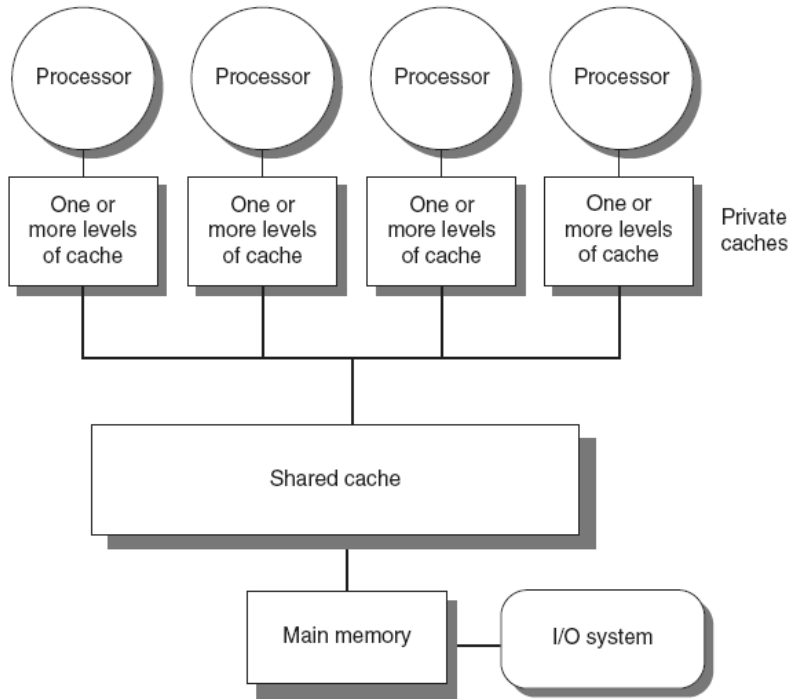 Processor
Processor
Processor
Processor
One or
more levels
of cache
One or
more levels
of cache
One or
more levels
of cache
One or
more levels
of cache
Private
caches
Shared cache
Main memory
I/O system